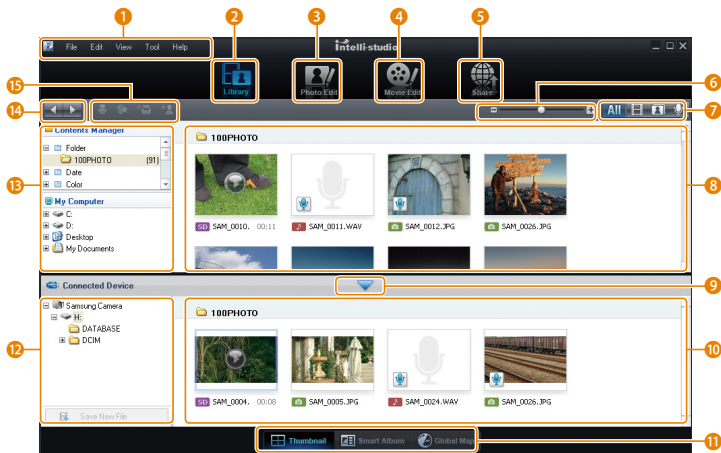 1 2 3 4 5
File Edit View Tool Help
intelli-studio
Library Photo Edit Movie Edit Share
15 6
14 All 7
Contents Manager
Folder
100PHOTO (91)
Date
Color
13
My Computer
C:
D:
Desktop
My Documents
100PHOTO
SD SAM_0010. 00:11 SAM_0011.WAV SAM_0012.JPG SAM_0026.JPG
8
Connected Device 9
Samsung Camera
H:
DATABASE
DCIM
12
Save New File
100PHOTO
SD SAM_0004. 00:08 SAM_0005.JPG SAM_0024.WAV SAM_0026.JPG
10
Thumbnail Smart Album Global Map 11